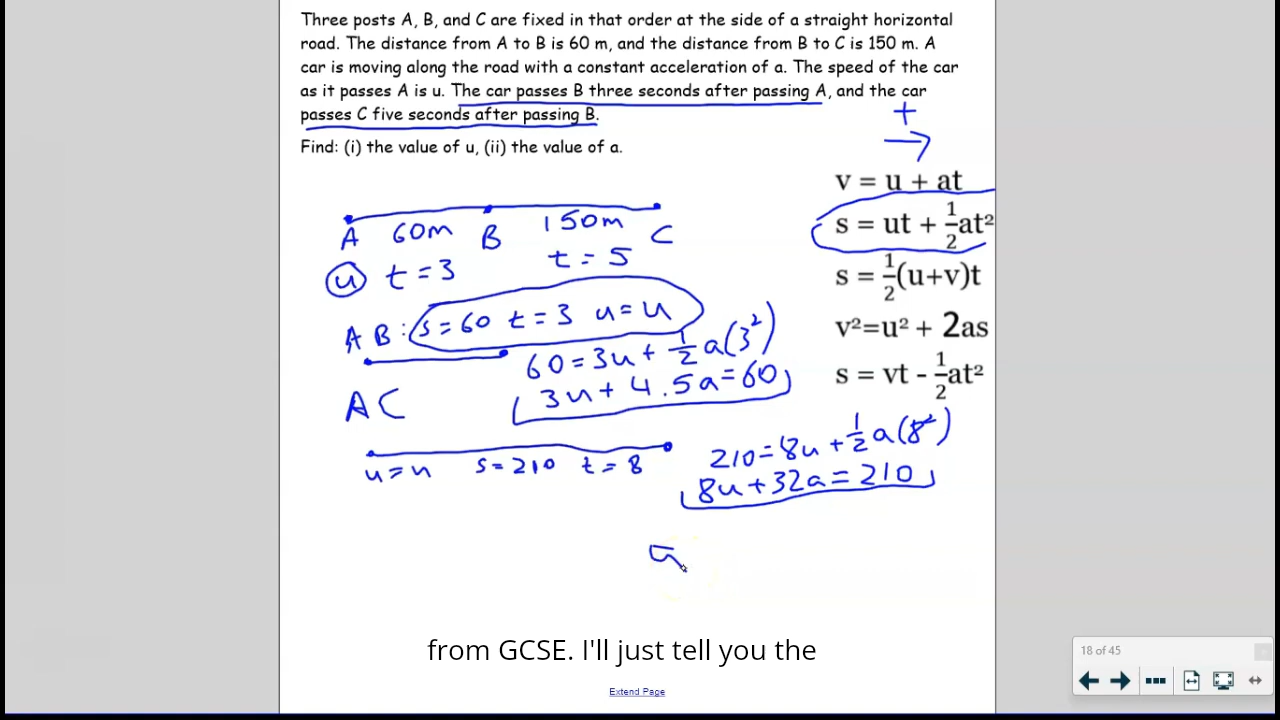 Three posts A, B, and C are fixed in that order at the side of a straight horizontal
road. The distance from A to B is 60 m, and the distance from B to C is 150 m. A
car is moving along the road with a constant acceleration of a. The speed of the car
as it passes A is u. The car passes B three seconds after passing A, and the car
passes C five seconds after passing B.
Find: (i) the value of u, (ii) the value of a.
+
→
v = u + at
s = ut + ½at²
s = ½(u+v)t
v²=u² + 2as
s = vt - ½at²
A 60m B 150m C
u t = 3 t = 5
AB: s=60 t=3 u=u
60=3u+½a(3²)
3u+4.5a=60
AC
u=u s=210 t=8
210=8u+½a(8²)
8u+32a=210
a
from GCSE. I'll just tell you the
Extend Page
18 of 45